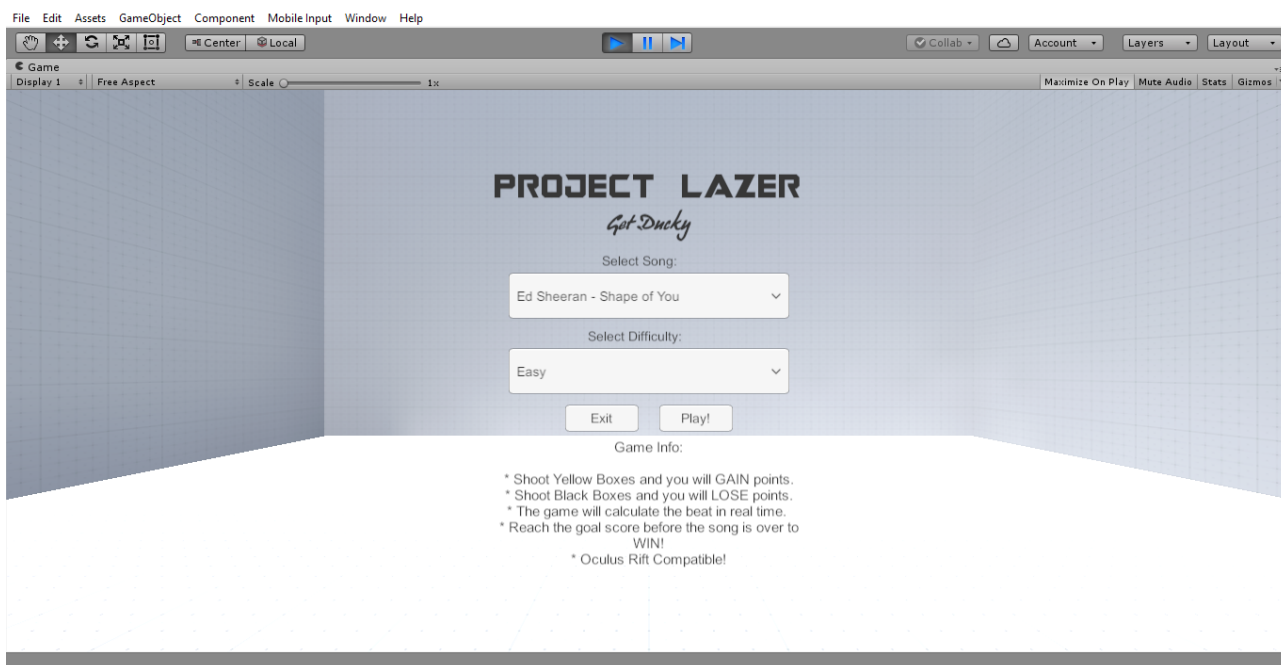 File Edit Assets GameObject Component Mobile Input Window Help
Center Local Collab Account Layers Layout
Game
Display 1 Free Aspect Scale 1x Maximize On Play Mute Audio Stats Gizmos
PROJECT LAZER
Got Ducky
Select Song:
Ed Sheeran - Shape of You
Select Difficulty:
Easy
Exit Play!
Game Info:
* Shoot Yellow Boxes and you will GAIN points.
* Shoot Black Boxes and you will LOSE points.
* The game will calculate the beat in real time.
* Reach the goal score before the song is over to
WIN!
* Oculus Rift Compatible!